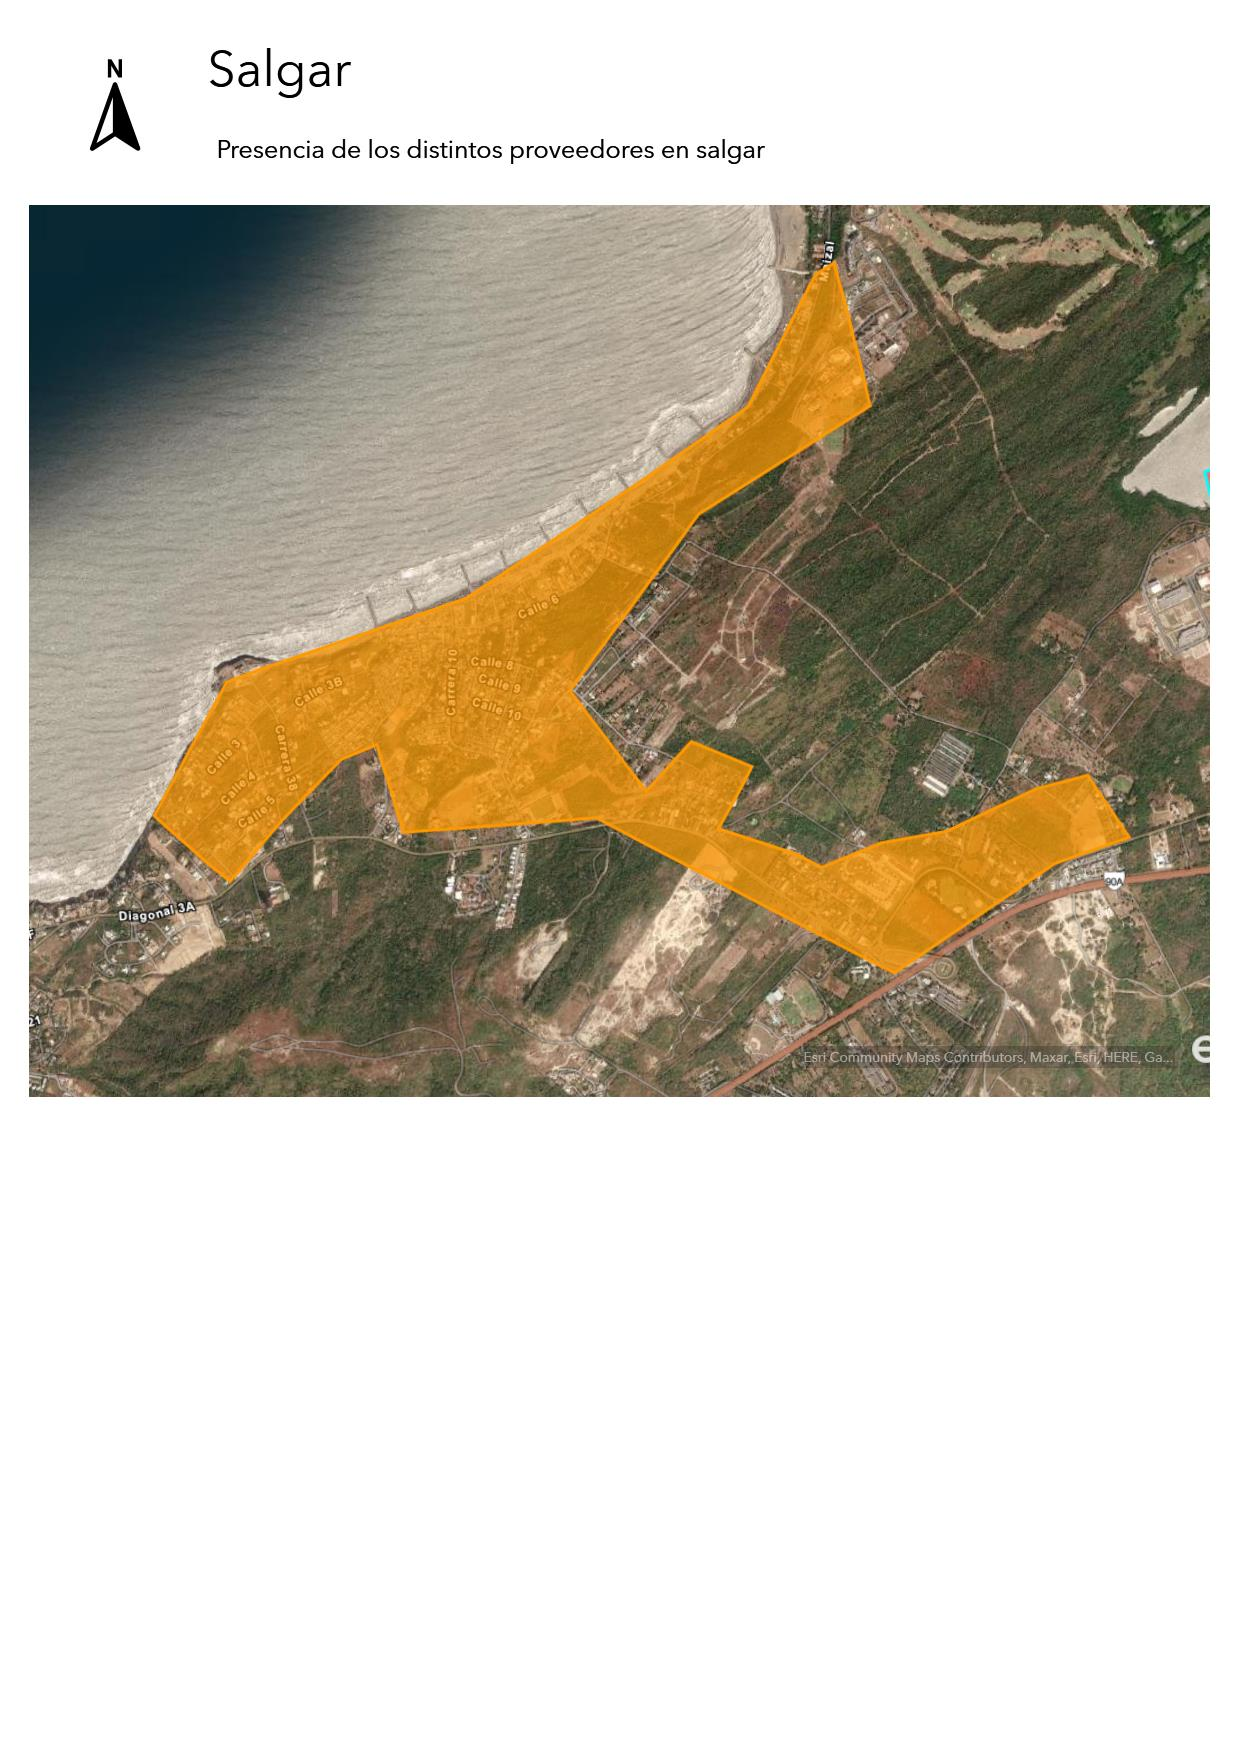 N
Salgar
Presencia de los distintos proveedores en salgar
Calle 6
Carrera 10
Calle 8
Calle 9
Calle 3B
Calle 10
Calle 3
Carrera 36
Calle 4
Calle 5
90A
Diagonal 3A
21
Esri Community Maps Contributors, Maxar, Esri, HERE, Ga...